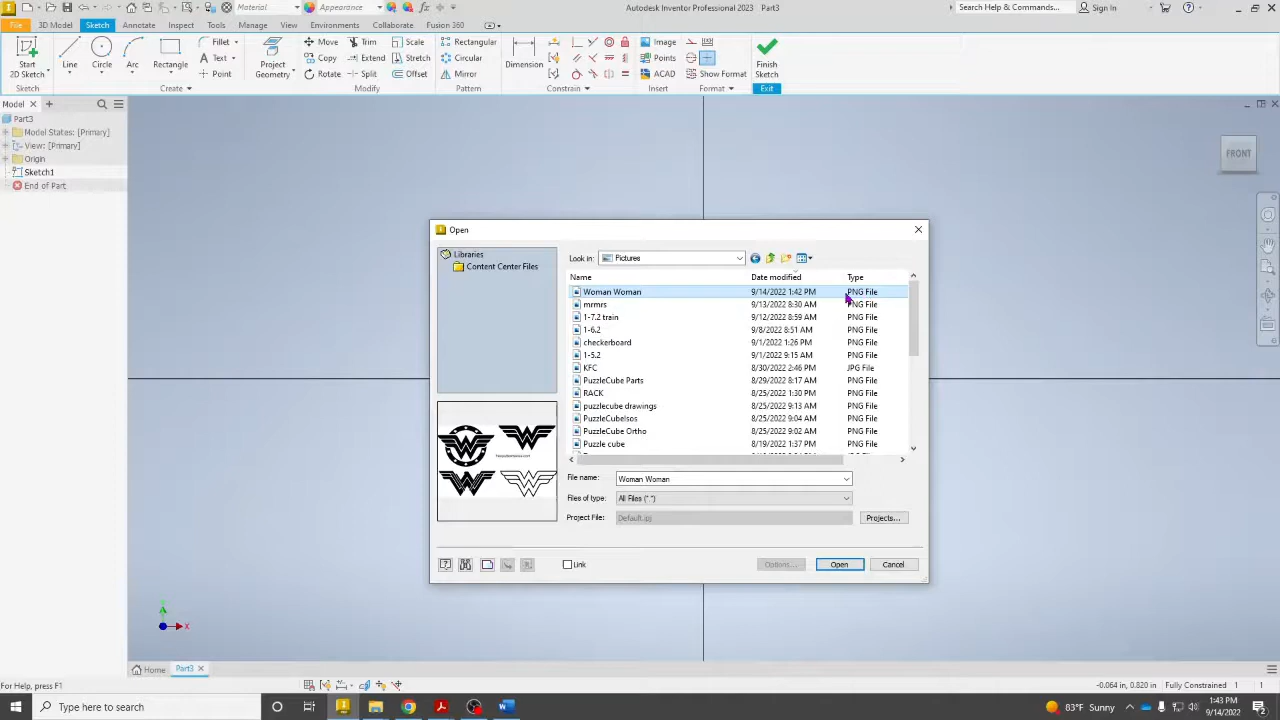 Material
Appearance
Autodesk Inventor Professional 2023 Part3
Search Help & Commands...
Sign In
File 3D Model Sketch Annotate Inspect Tools Manage View Environments Collaborate Fusion 360
Start
2D Sketch
Line
Circle
Arc
Rectangle
Fillet
Text
Point
Project
Geometry
Move
Copy
Rotate
Trim
Extend
Split
Scale
Stretch
Offset
Rectangular
Circular
Mirror
Dimension
Image
Points
ACAD
Show Format
Finish
Sketch
Sketch
Create
Modify
Pattern
Constrain
Insert
Format
Exit
Model
Part3
Model States: [Primary]
View: [Primary]
Origin
Sketch1
End of Part
FRONT
Open
Libraries
Content Center Files
Look in:
Pictures
Name Date modified Type
Woman Woman 9/14/2022 1:42 PM PNG File
mrmrs 9/13/2022 8:30 AM PNG File
1-7.2 train 9/12/2022 8:59 AM PNG File
1-6.2 9/8/2022 8:51 AM PNG File
checkerboard 9/1/2022 1:26 PM PNG File
1-5.2 9/1/2022 9:15 AM PNG File
KFC 8/30/2022 2:46 PM JPG File
PuzzleCube Parts 8/29/2022 8:17 AM PNG File
RACK 8/25/2022 1:30 PM PNG File
puzzlecube drawings 8/25/2022 9:13 AM PNG File
PuzzleCubeIsos 8/25/2022 9:04 AM PNG File
PuzzleCube Ortho 8/25/2022 9:02 AM PNG File
Puzzle cube 8/19/2022 1:37 PM PNG File
File name: Woman Woman
Files of type: All Files (*.*)
Project File: Default.ipj
Projects...
Link
Options...
Open
Cancel
X
Home
Part3
For Help, press F1
-0.064 in, 0.820 in Fully Constrained 1 1
Type here to search
83°F Sunny
1:43 PM
9/14/2022
2